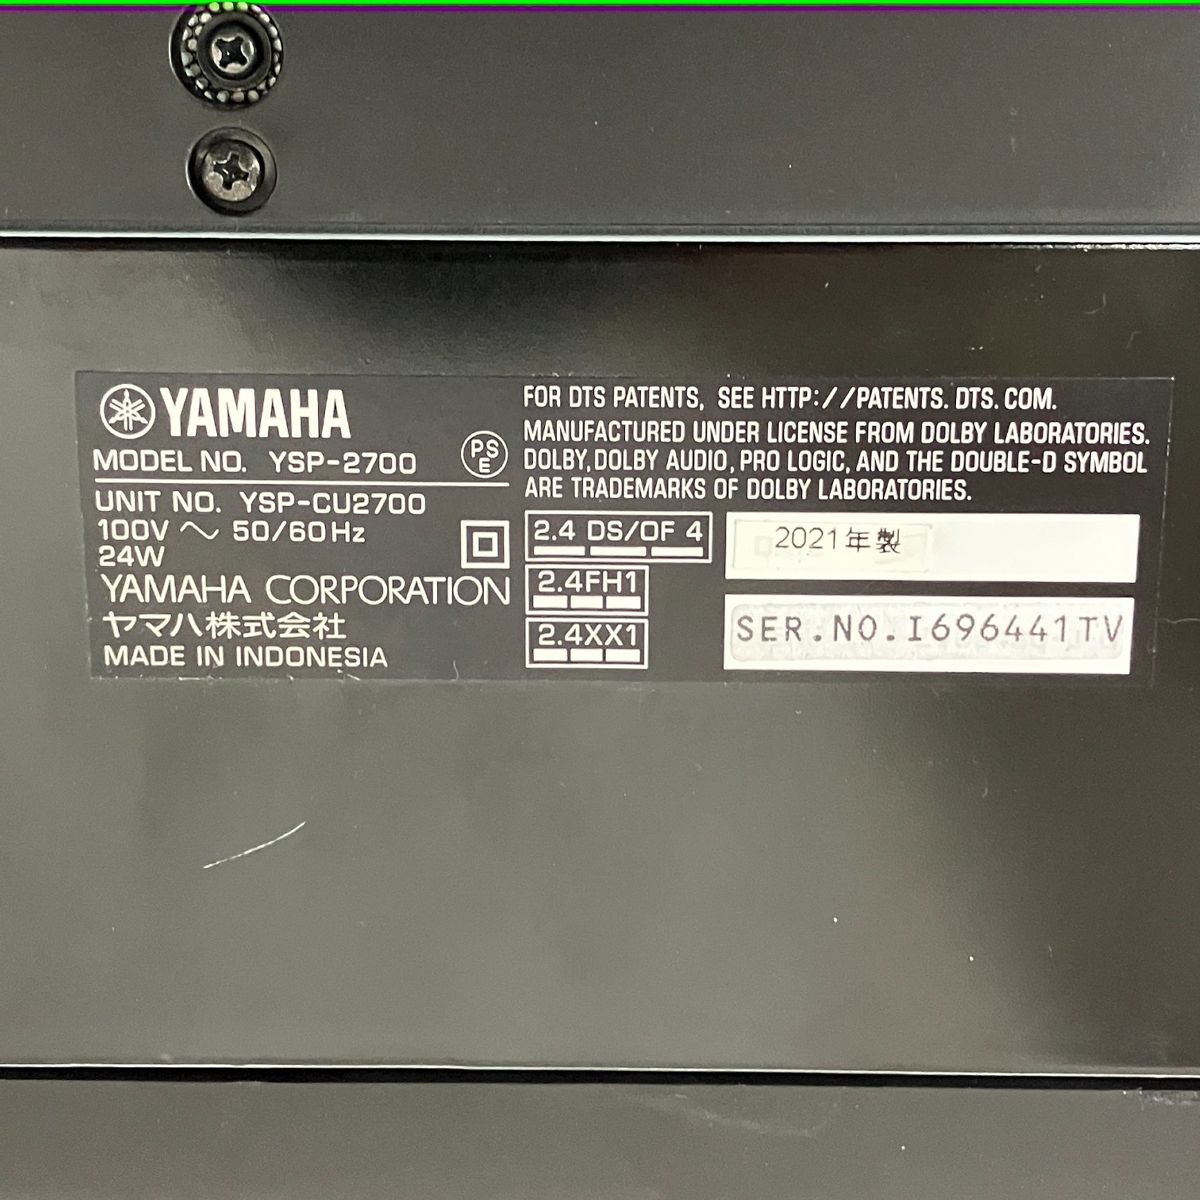 YAMAHA
MODEL NO. YSP-2700
PS
E
UNIT NO. YSP-CU2700
100V ～ 50/60Hz
24W
YAMAHA CORPORATION
ヤマハ株式会社
MADE IN INDONESIA
FOR DTS PATENTS, SEE HTTP://PATENTS.DTS.COM.
MANUFACTURED UNDER LICENSE FROM DOLBY LABORATORIES.
DOLBY, DOLBY AUDIO, PRO LOGIC, AND THE DOUBLE-D SYMBOL
ARE TRADEMARKS OF DOLBY LABORATORIES.
2.4 DS/OF 4
2.4FH1
2.4XX1
2021年製
SER.NO.I696441TV